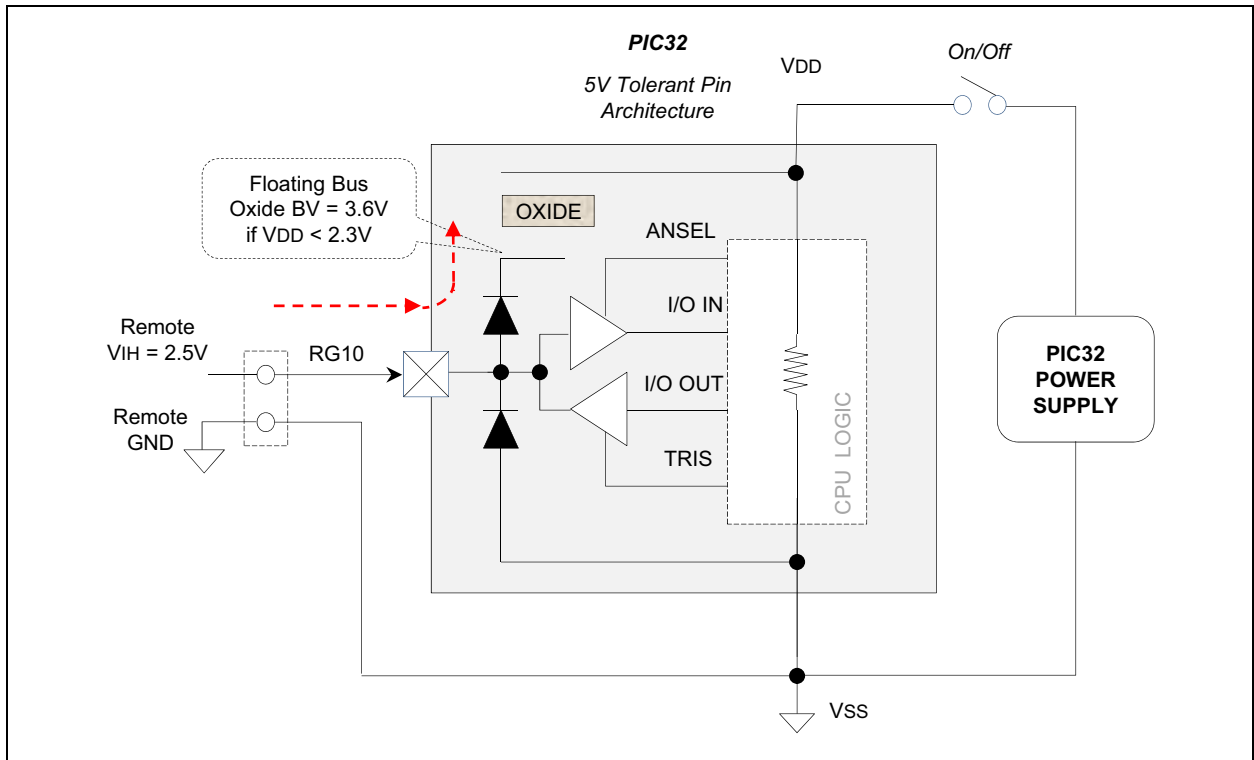 PIC32
5V Tolerant Pin
Architecture
VDD
On/Off
Floating Bus
Oxide BV = 3.6V
if VDD < 2.3V
OXIDE
ANSEL
I/O IN
Remote
VIH = 2.5V
RG10
I/O OUT
Remote
GND
TRIS
CPU LOGIC
PIC32
POWER
SUPPLY
VSS